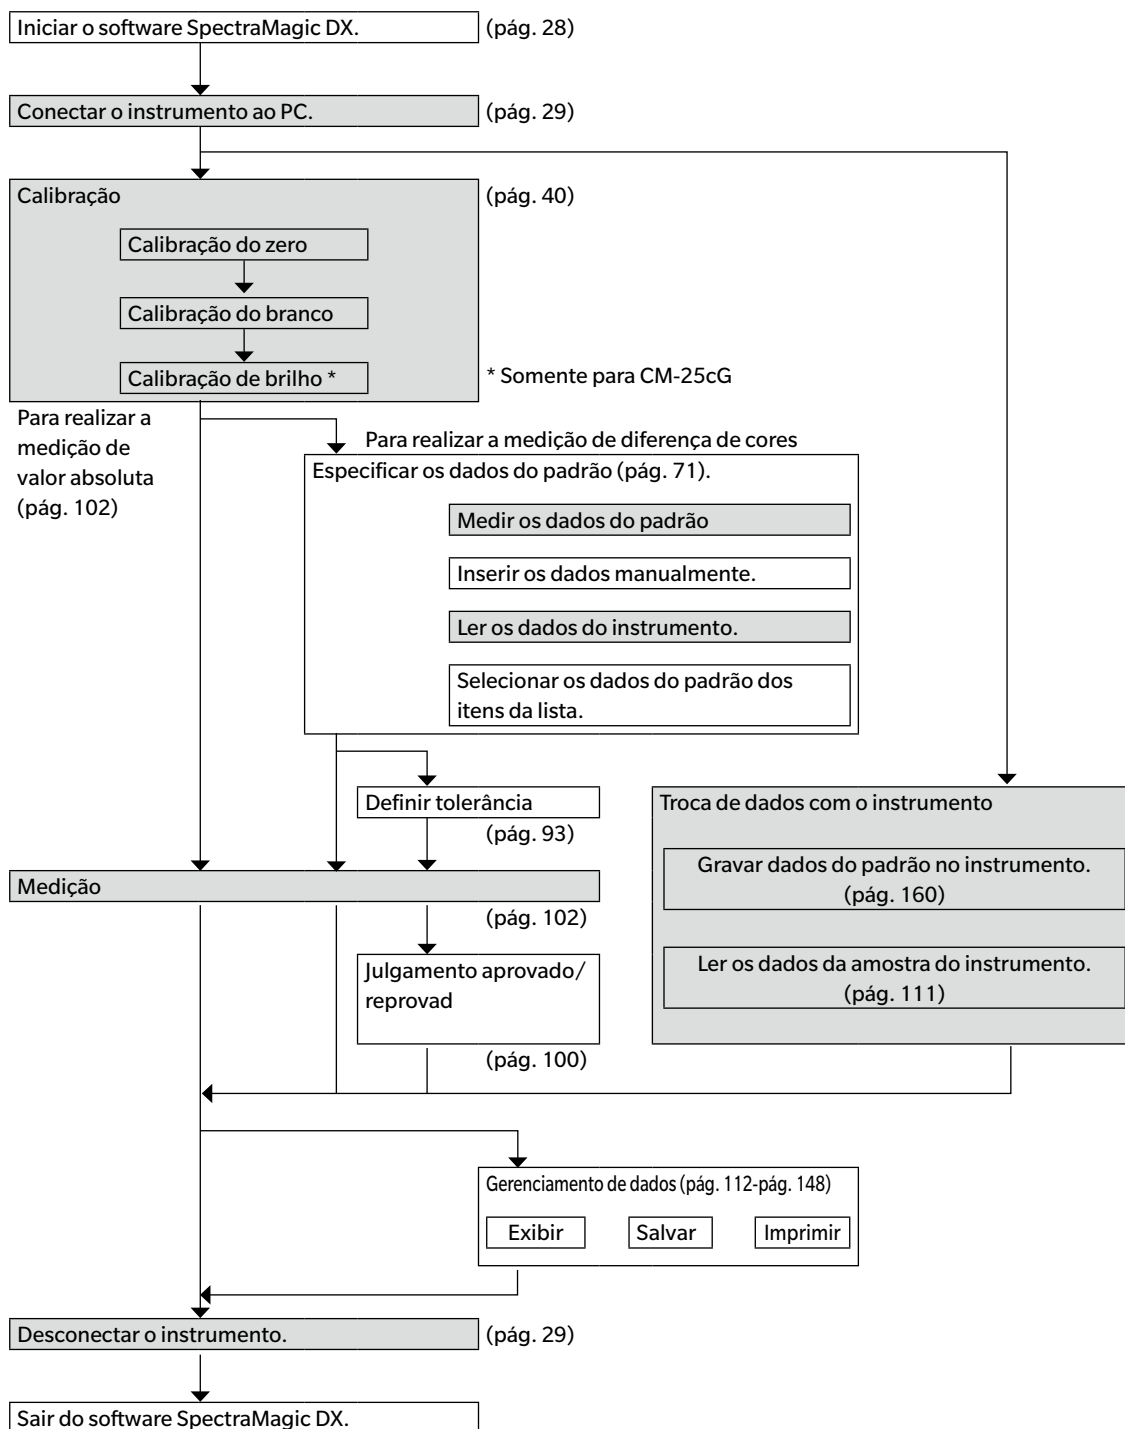 Iniciar o software SpectraMagic DX.
(pág. 28)
Conectar o instrumento ao PC.
(pág. 29)
Calibração
(pág. 40)
Calibração do zero
Calibração do branco
Calibração de brilho *
* Somente para CM-25cG
Para realizar a
medição de
valor absoluta
(pág. 102)
Para realizar a medição de diferença de cores
Especificar os dados do padrão (pág. 71).
Medir os dados do padrão
Inserir os dados manualmente.
Ler os dados do instrumento.
Selecionar os dados do padrão dos
itens da lista.
Definir tolerância
(pág. 93)
Troca de dados com o instrumento
Gravar dados do padrão no instrumento.
(pág. 160)
Ler os dados da amostra do instrumento.
(pág. 111)
Medição
(pág. 102)
Julgamento aprovado/
reprovad
(pág. 100)
Gerenciamento de dados (pág. 112-pág. 148)
Exibir
Salvar
Imprimir
Desconectar o instrumento.
(pág. 29)
Sair do software SpectraMagic DX.